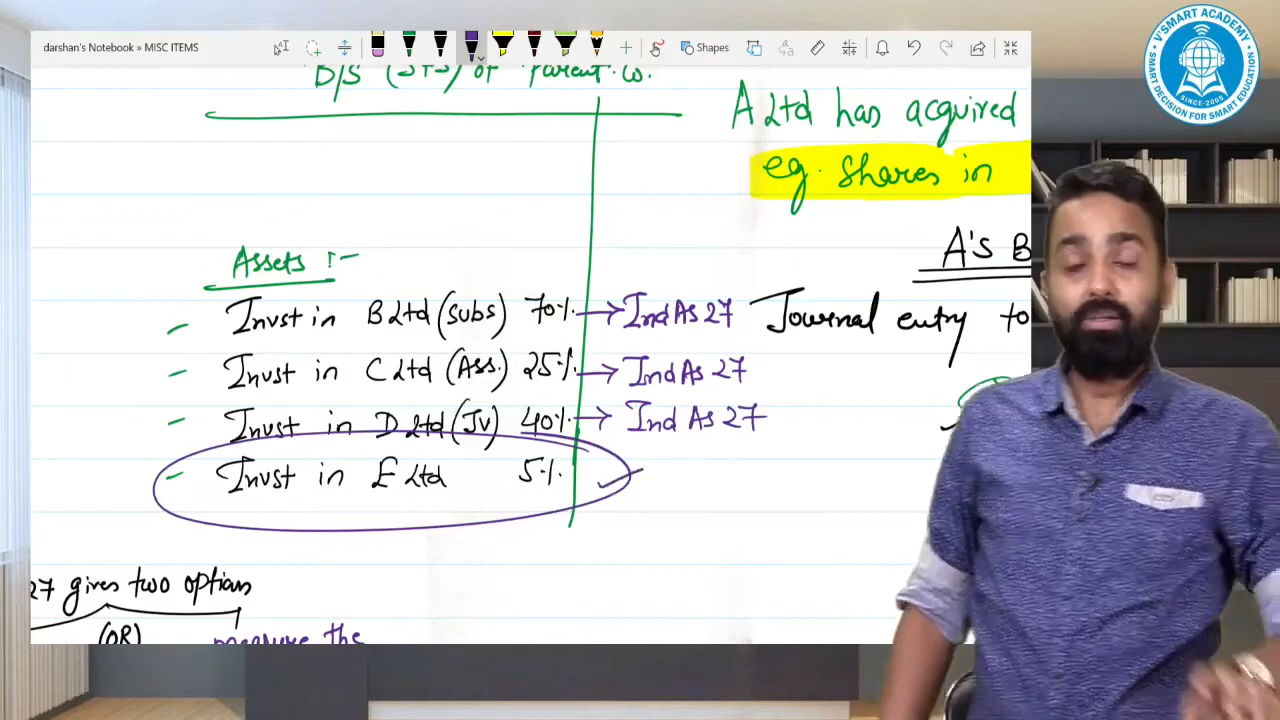 darshan's Notebook » MISC ITEMS
Shapes
B/S (SFS) of Parent Co.
Assets :-
Invst in B Ltd (Subs) 70% → Ind As 27
Invst in C Ltd (Ass.) 25% → Ind As 27
Invst in D Ltd (JV) 40% → Ind As 27
Invst in E Ltd 5%
27 gives two options
(OR)
measure the
A Ltd has acquired
eg. Shares in
A's B
Journal entry to
V'SMART ACADEMY
SINCE-2005
SMART DECISION FOR SMART EDUCATION